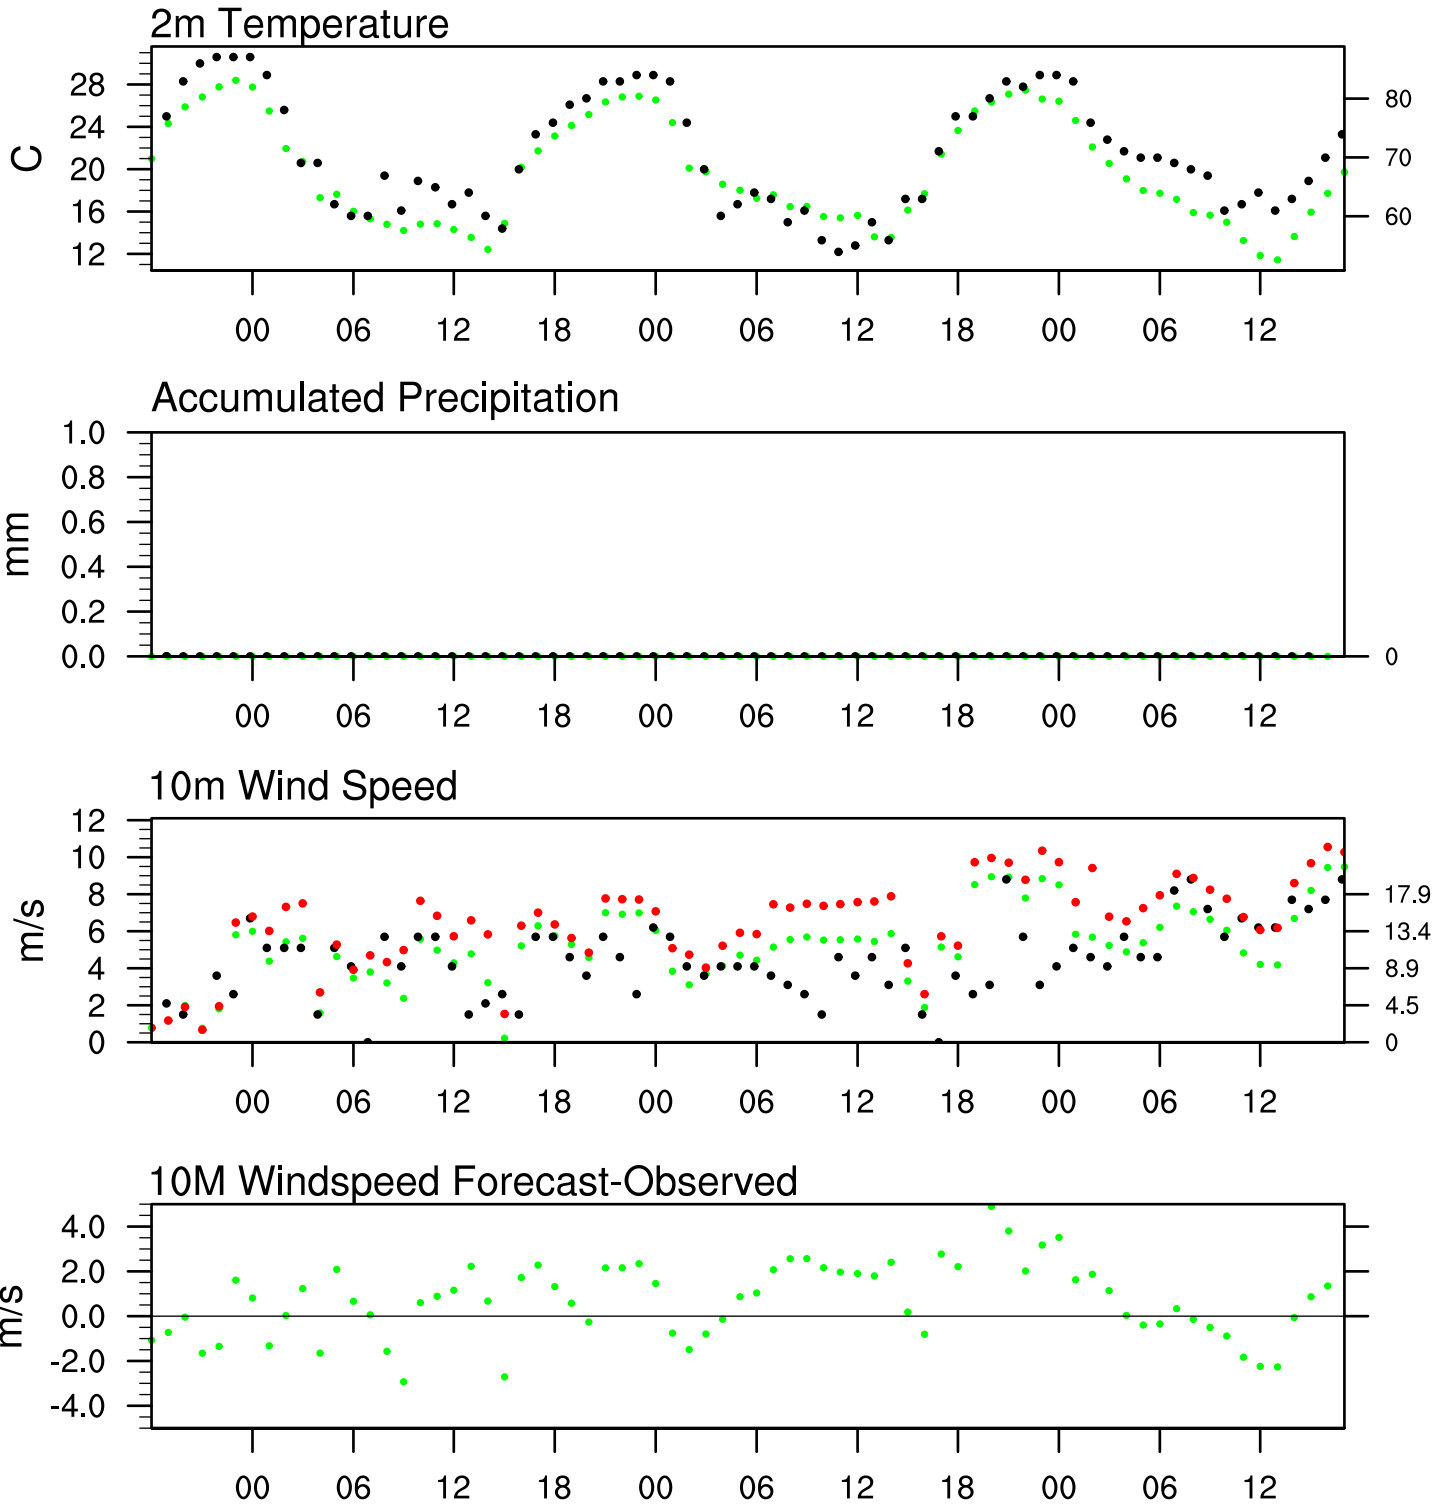 2m Temperature
28
24
20
16
12
C
80
70
60
00 06 12 18 00 06 12 18 00 06 12
Accumulated Precipitation
1.0
0.8
0.6
0.4
0.2
0.0
mm
0
00 06 12 18 00 06 12 18 00 06 12
10m Wind Speed
12
10
8
6
4
2
0
m/s
17.9
13.4
8.9
4.5
0
00 06 12 18 00 06 12 18 00 06 12
10M Windspeed Forecast-Observed
4.0
2.0
0.0
-2.0
-4.0
m/s
00 06 12 18 00 06 12 18 00 06 12